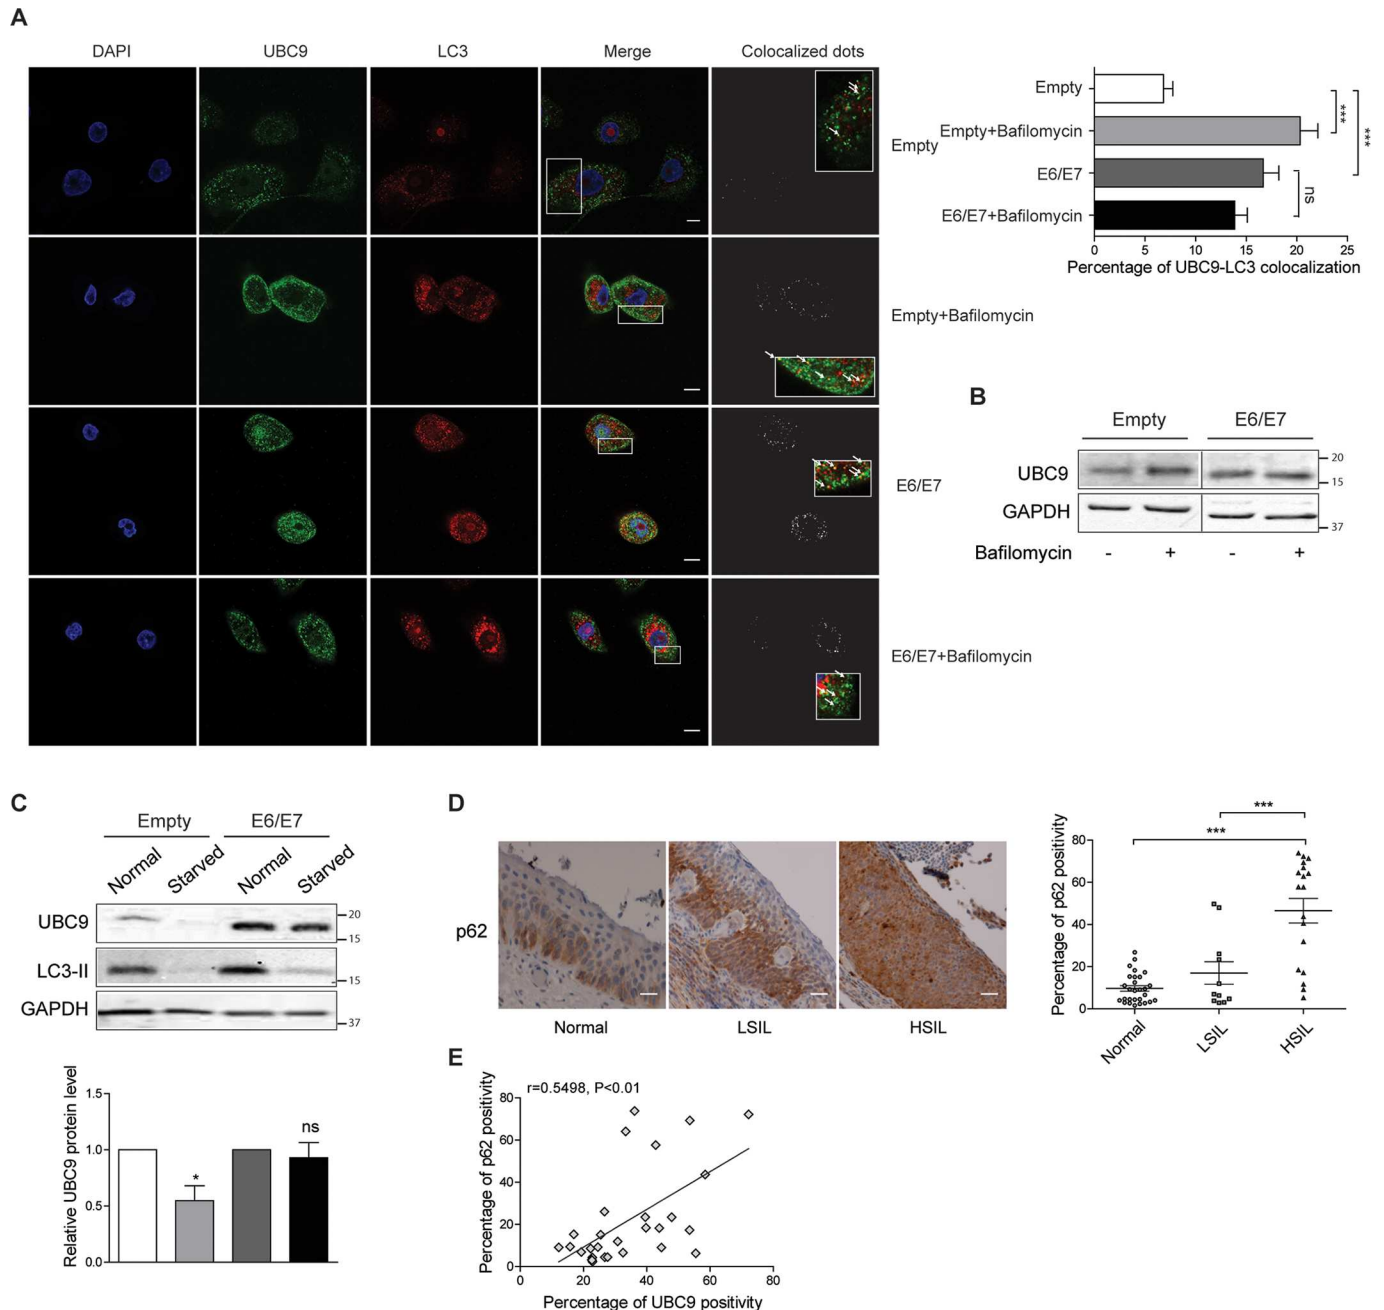 A
DAPI UBC9 LC3 Merge Colocalized dots
Empty
Empty+Bafilomycin
E6/E7
E6/E7+Bafilomycin
Empty
Empty+Bafilomycin
E6/E7
E6/E7+Bafilomycin
*** *** ns
0 5 10 15 20 25
Percentage of UBC9-LC3 colocalization
B
Empty E6/E7
UBC9 20 15
GAPDH 37
Bafilomycin - + - +
C
Empty E6/E7
Normal Starved Normal Starved
UBC9 20 15
LC3-II 15
GAPDH 37
Relative UBC9 protein level
1.5
1.0
0.5
0.0
* ns
D
p62
Normal LSIL HSIL
Percentage of p62 positivity
80
60
40
20
0
***
***
Normal LSIL HSIL
E
r=0.5498, P<0.01
Percentage of p62 positivity
80
60
40
20
0
0 20 40 60 80
Percentage of UBC9 positivity